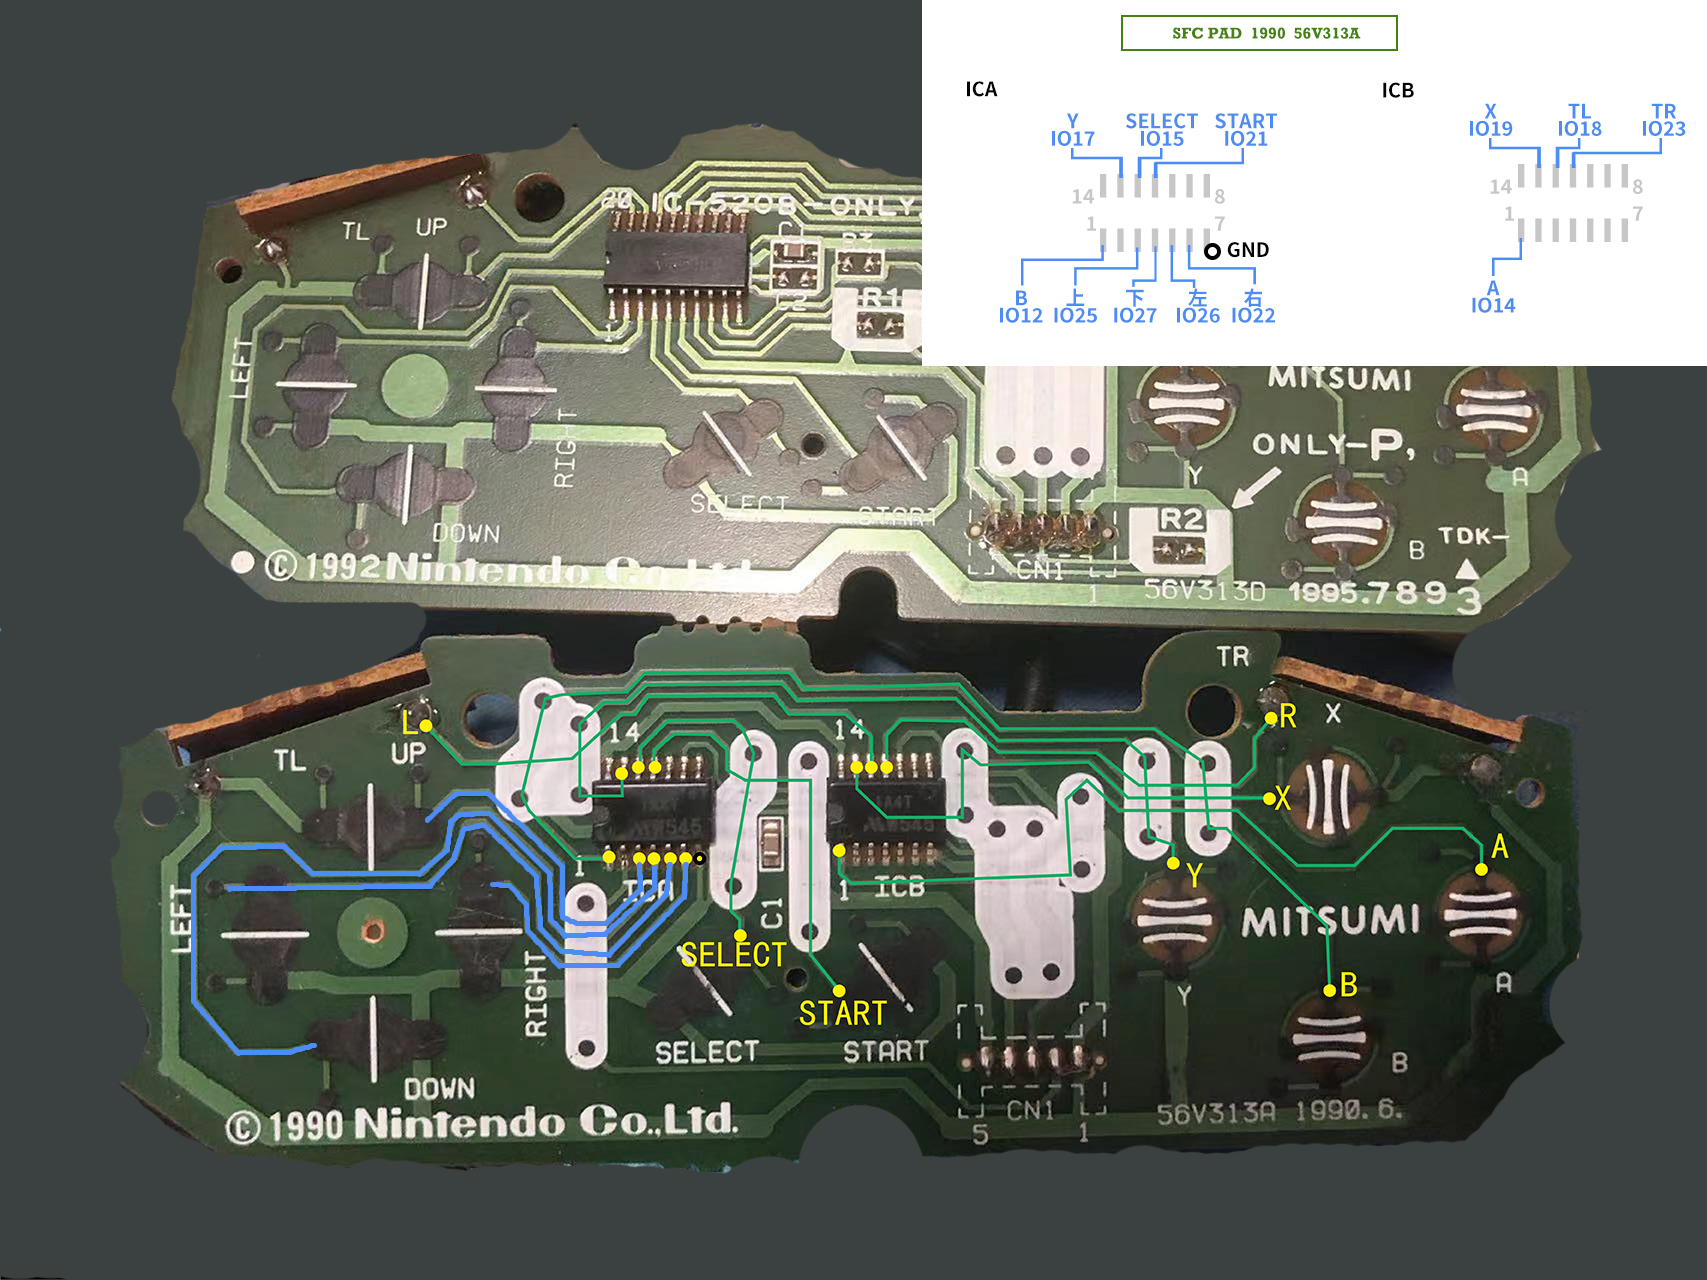 SFC PAD 1990 56V313A
ICA
ICB
Y
IO17
SELECT
IO15
START
IO21
X
IO19
TL
IO18
TR
IO23
14
8
1
7
GND
14
8
1
7
B
IO12
上
IO25
下
IO27
左
IO26
右
IO22
A
IO14
20 IC-520B-ONLY,
TL
UP
R1
1
LEFT
RIGHT
SELECT
START
DOWN
MITSUMI
ONLY-P,
Y
A
R2
B
TDK-
CN1
1
56V313D
1995.7893
©1992 Nintendo Co.,Ltd.
TR
L
R
X
14
14
TL
UP
X
1
ICA
1
ICB
C1
A
Y
LEFT
RIGHT
MITSUMI
SELECT
START
B
Y
A
SELECT
START
B
DOWN
CN1
5
1
56V313A 1990.6.
©1990 Nintendo Co.,Ltd.